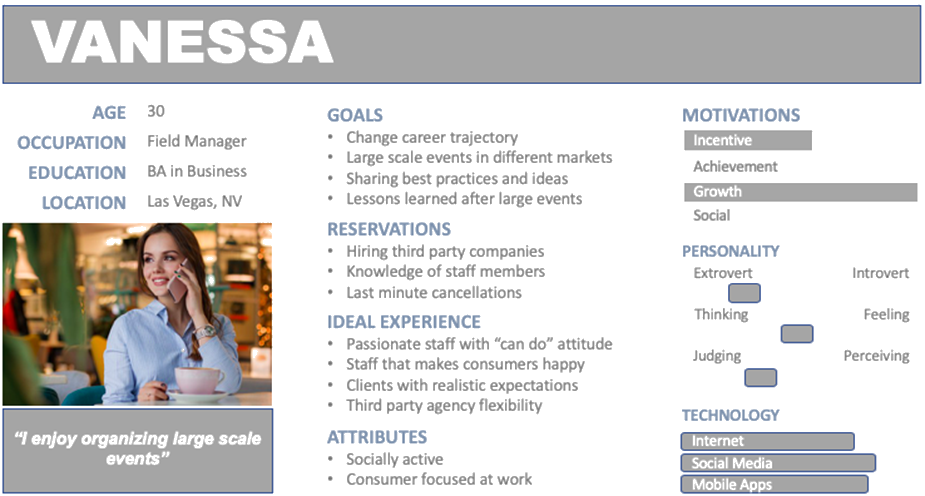 VANESSA
AGE 30
OCCUPATION Field Manager
EDUCATION BA in Business
LOCATION Las Vegas, NV
“I enjoy organizing large scale
events”
GOALS
• Change career trajectory
• Large scale events in different markets
• Sharing best practices and ideas
• Lessons learned after large events
RESERVATIONS
• Hiring third party companies
• Knowledge of staff members
• Last minute cancellations
IDEAL EXPERIENCE
• Passionate staff with “can do” attitude
• Staff that makes consumers happy
• Clients with realistic expectations
• Third party agency flexibility
ATTRIBUTES
• Socially active
• Consumer focused at work
MOTIVATIONS
Incentive
Achievement
Growth
Social
PERSONALITY
Extrovert Introvert
Thinking Feeling
Judging Perceiving
TECHNOLOGY
Internet
Social Media
Mobile Apps